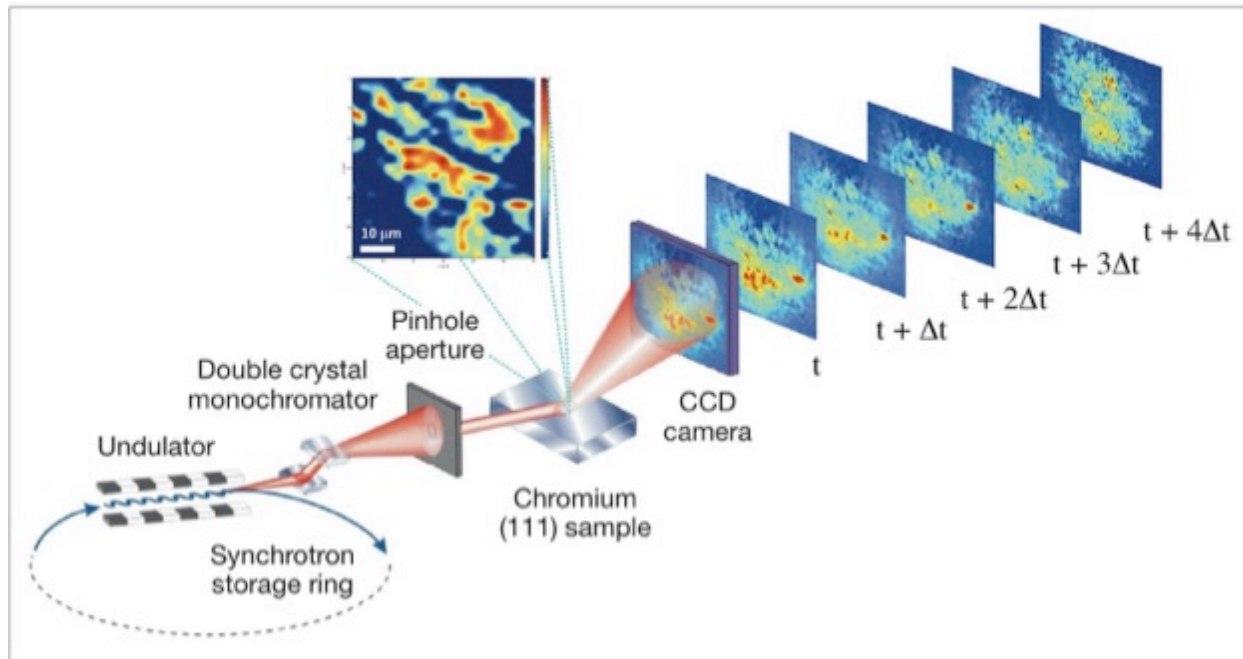 10 μm
Pinhole
aperture
Double crystal
monochromator
Undulator
Synchrotron
storage ring
Chromium
(111) sample
CCD
camera
t
t + Δt
t + 2Δt
t + 3Δt
t + 4Δt